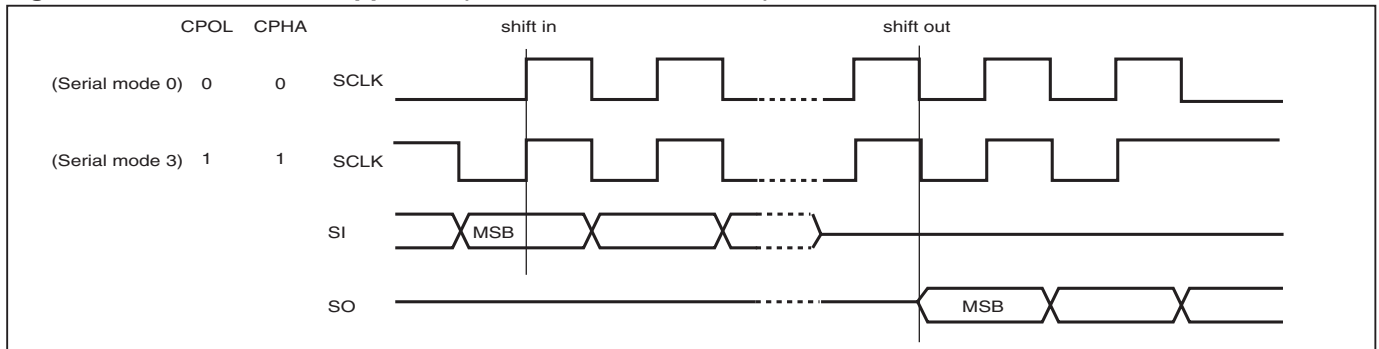 CPOL CPHA shift in shift out
(Serial mode 0) 0 0 SCLK
(Serial mode 3) 1 1 SCLK
SI MSB
SO MSB